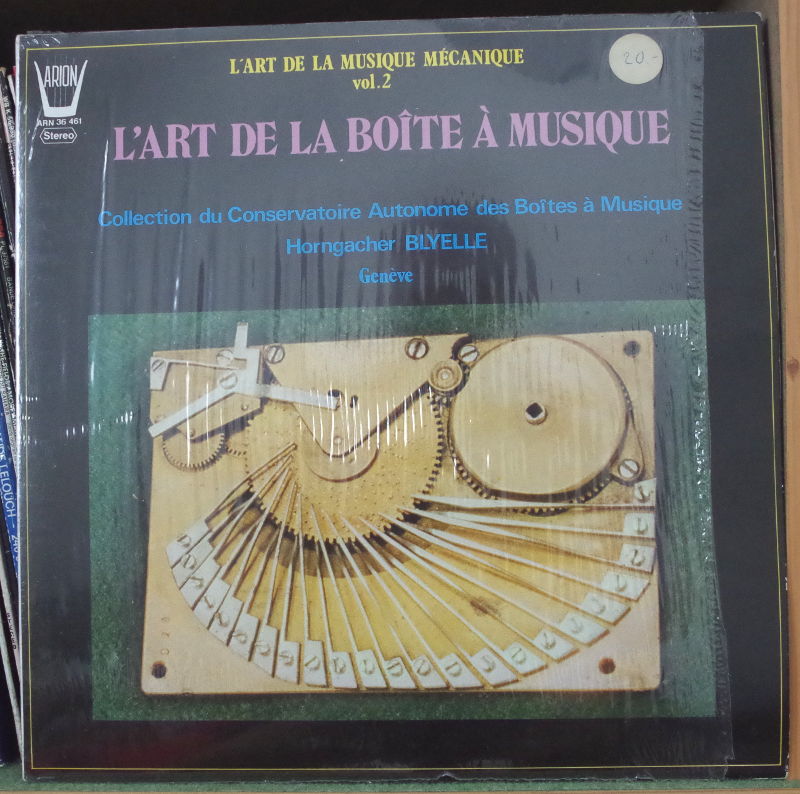 L'ART DE LA MUSIQUE MÉCANIQUE
vol.2
20.-
ARION
ARN 36 461
Stereo
L'ART DE LA BOÎTE À MUSIQUE
Collection du Conservatoire Autonome des Boîtes à Musique
Horngacher BLYELLE
Genève
LELOUCH